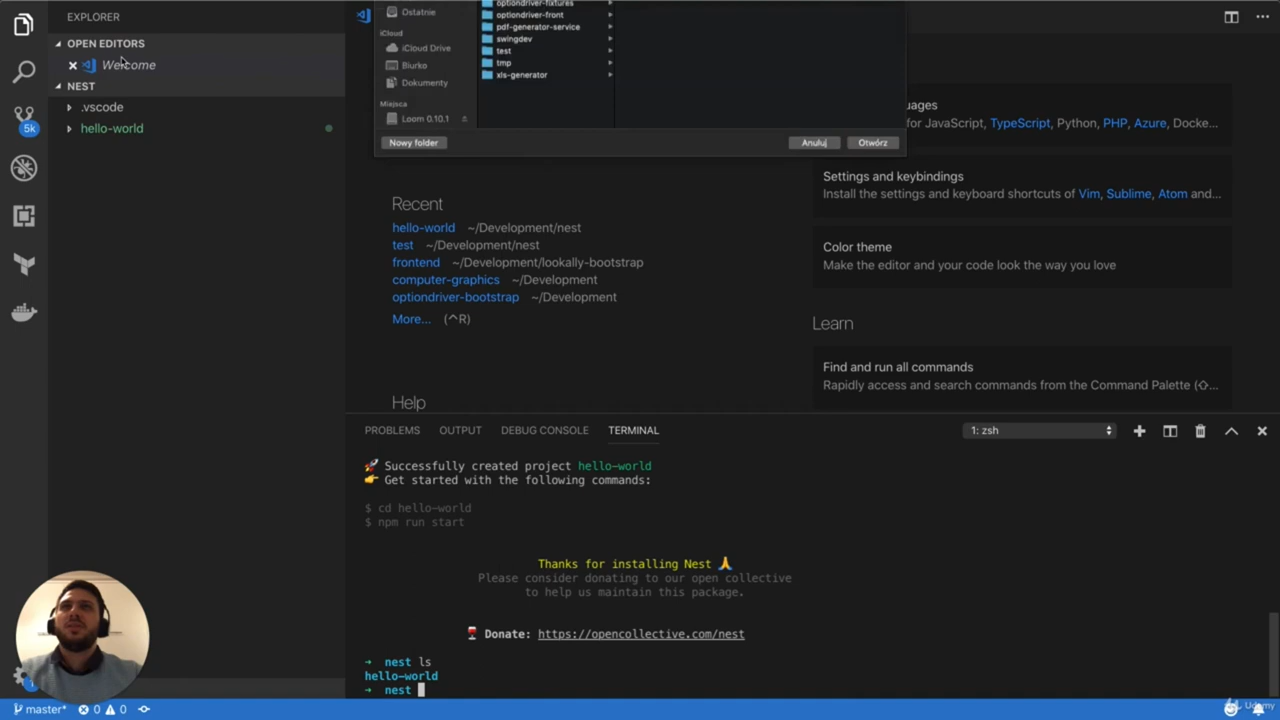 EXPLORER
OPEN EDITORS
Welcome
NEST
.vscode
hello-world
5k
Ostatnie
iCloud
iCloud Drive
Biurko
Dokumenty
Miejsca
Loom 0.10.1
optiondriver-fixtures
optiondriver-front
pdf-generator-service
swingdev
test
tmp
xls-generator
Nowy folder
Anuluj
Otwórz
Recent
hello-world ~/Development/nest
test ~/Development/nest
frontend ~/Development/lookally-bootstrap
computer-graphics ~/Development
optiondriver-bootstrap ~/Development
More... (^R)
Help
uages
for JavaScript, TypeScript, Python, PHP, Azure, Docke...
Settings and keybindings
Install the settings and keyboard shortcuts of Vim, Sublime, Atom and...
Color theme
Make the editor and your code look the way you love
Learn
Find and run all commands
Rapidly access and search commands from the Command Palette (⇧...
PROBLEMS
OUTPUT
DEBUG CONSOLE
TERMINAL
1: zsh
🚀 Successfully created project hello-world
👉 Get started with the following commands:
$ cd hello-world
$ npm run start
Thanks for installing Nest 🙏
Please consider donating to our open collective
to help us maintain this package.
🍷 Donate: https://opencollective.com/nest
➜ nest ls
hello-world
➜ nest
master*
0
0
Udemy